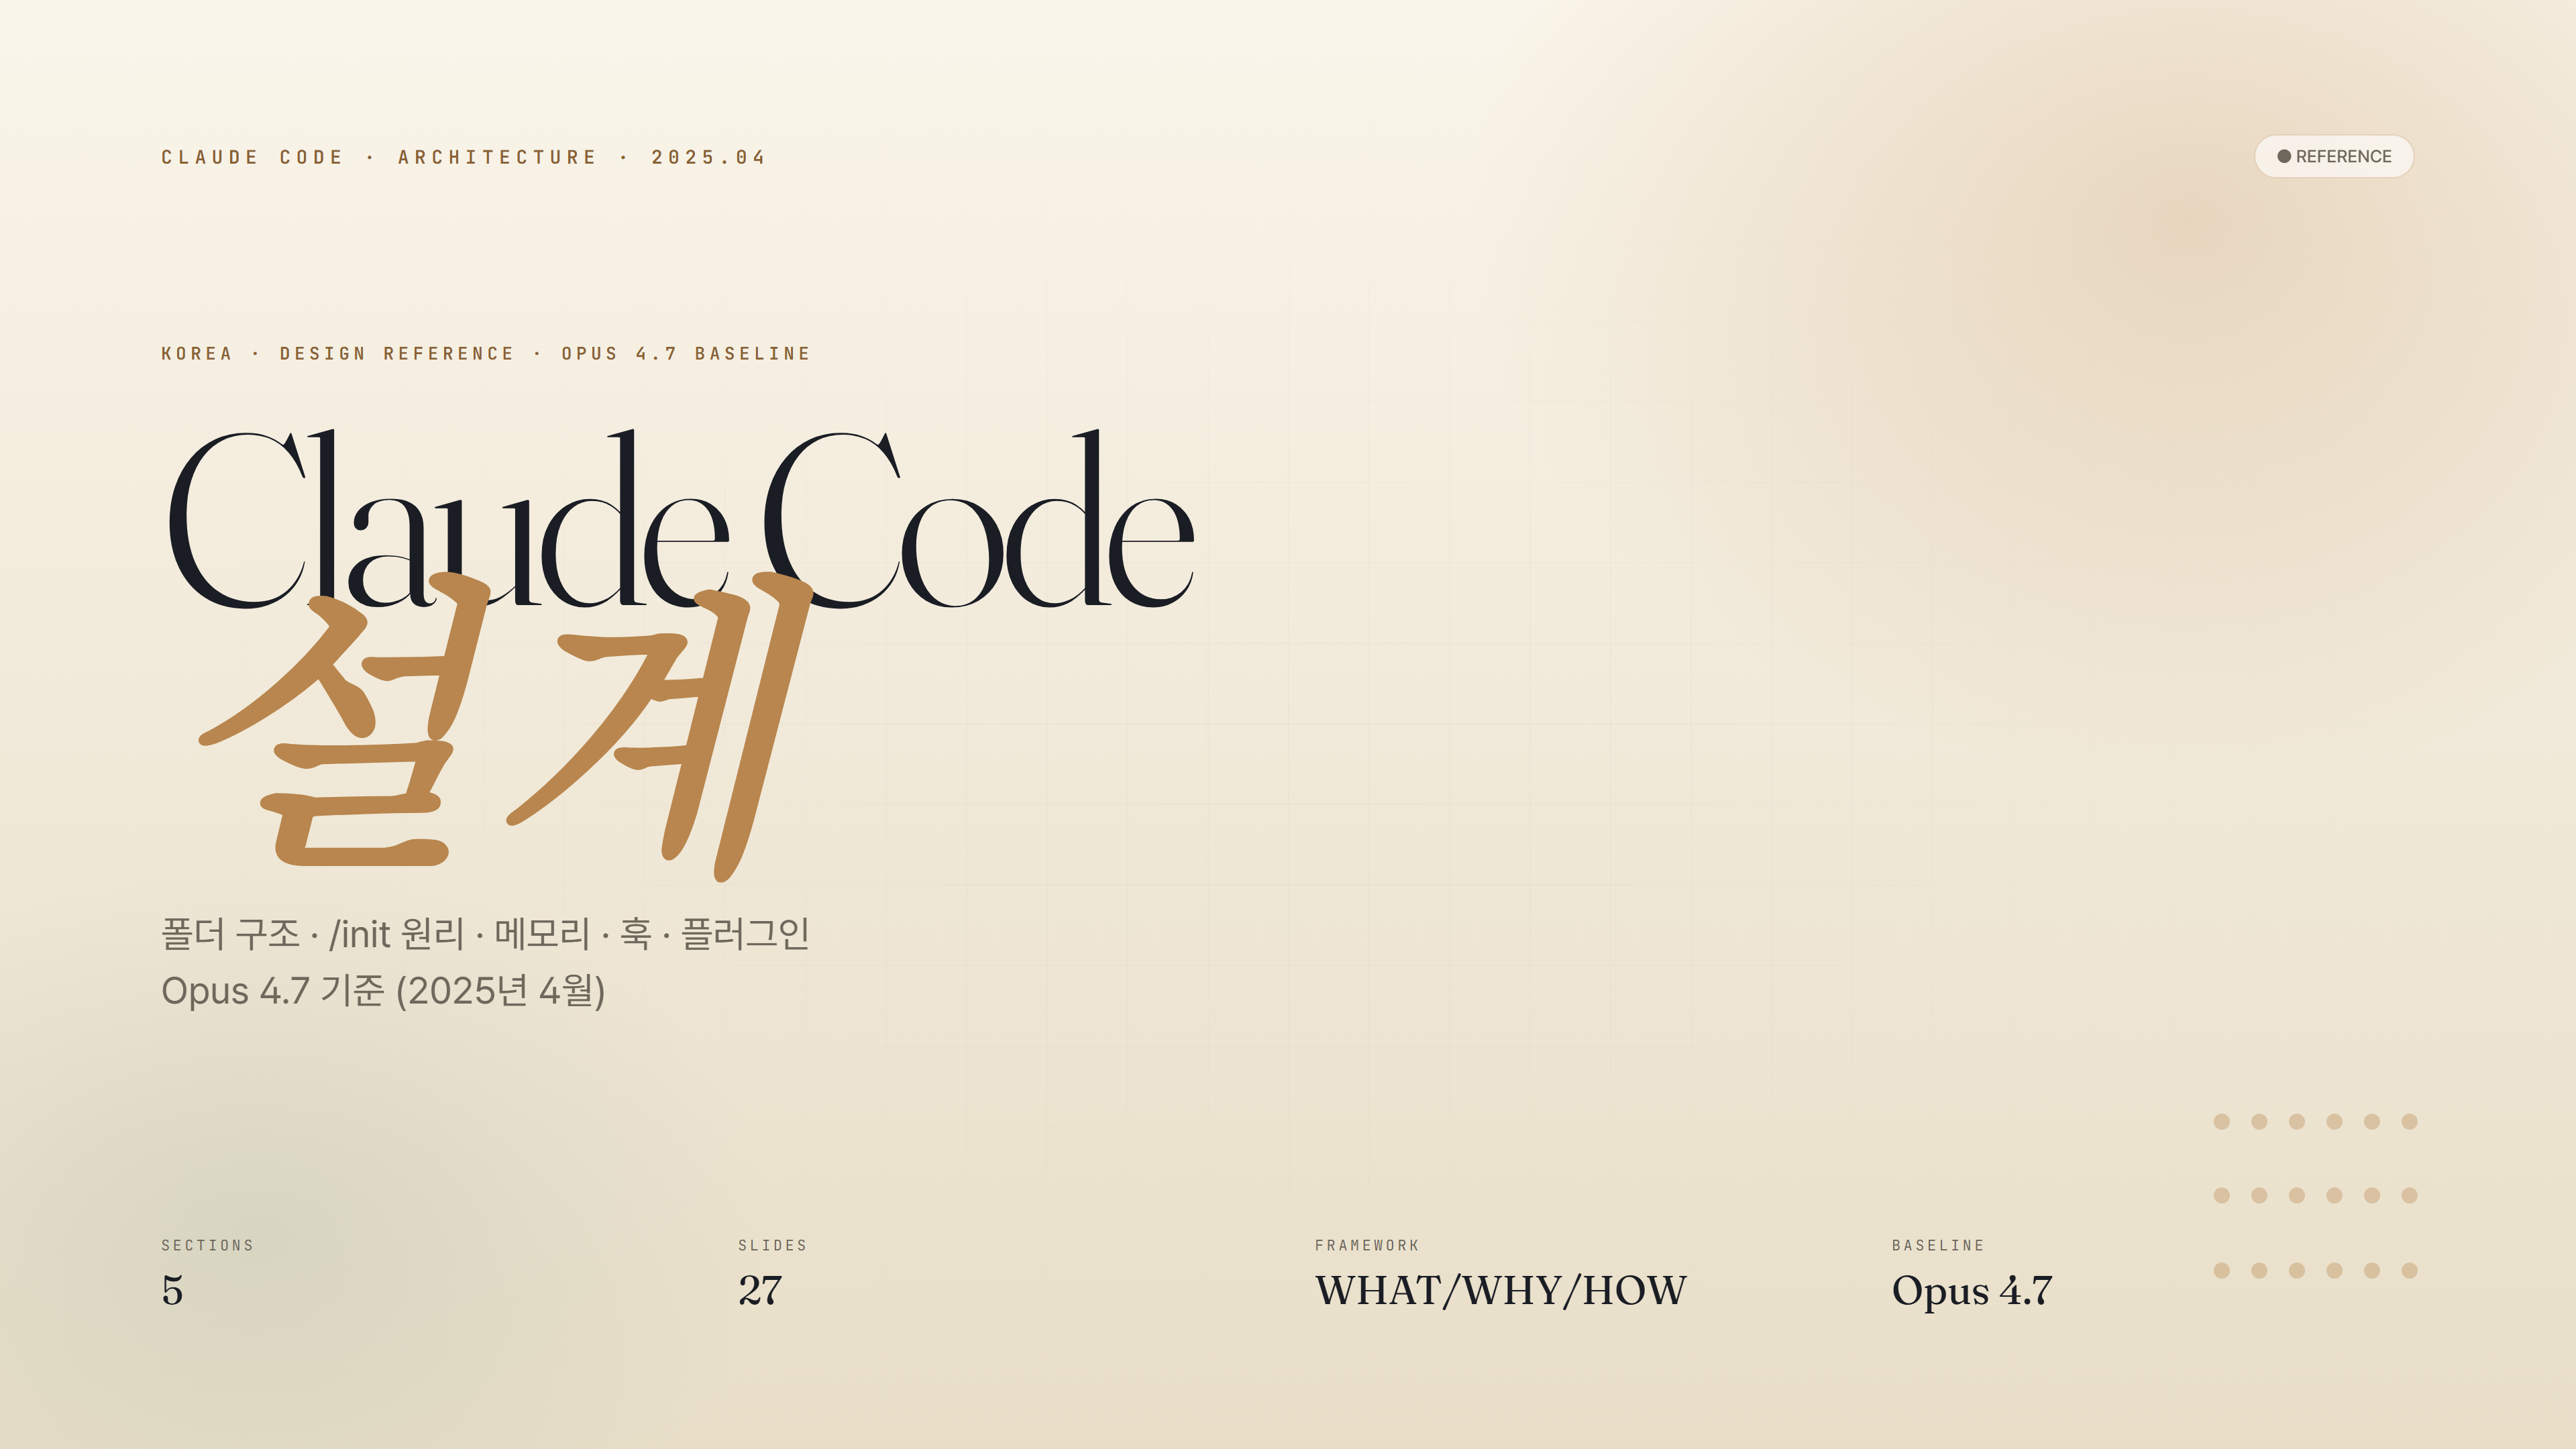 CLAUDE CODE · ARCHITECTURE · 2025.04
REFERENCE
KOREA · DESIGN REFERENCE · OPUS 4.7 BASELINE
Claude Code
설계
폴더 구조 · /init 원리 · 메모리 · 훅 · 플러그인
Opus 4.7 기준 (2025년 4월)
SECTIONS
5
SLIDES
27
FRAMEWORK
WHAT/WHY/HOW
BASELINE
Opus 4.7